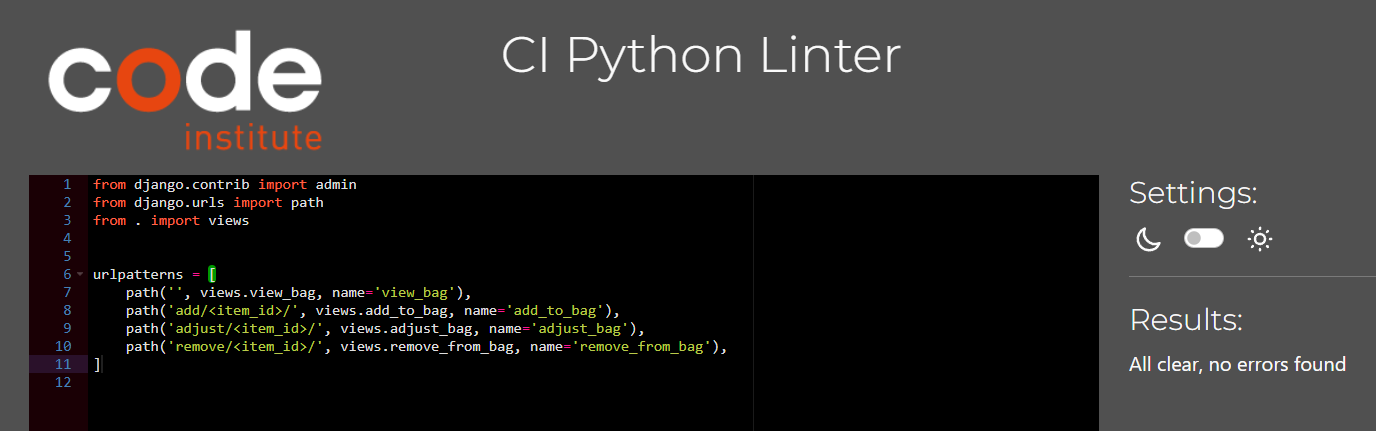 code
institute
CI Python Linter
1 from django.contrib import admin
2 from django.urls import path
3 from . import views
4
5
6 urlpatterns = [
7     path('', views.view_bag, name='view_bag'),
8     path('add/<item_id>/', views.add_to_bag, name='add_to_bag'),
9     path('adjust/<item_id>/', views.adjust_bag, name='adjust_bag'),
10     path('remove/<item_id>/', views.remove_from_bag, name='remove_from_bag'),
11 ]
12
Settings:
Results:
All clear, no errors found